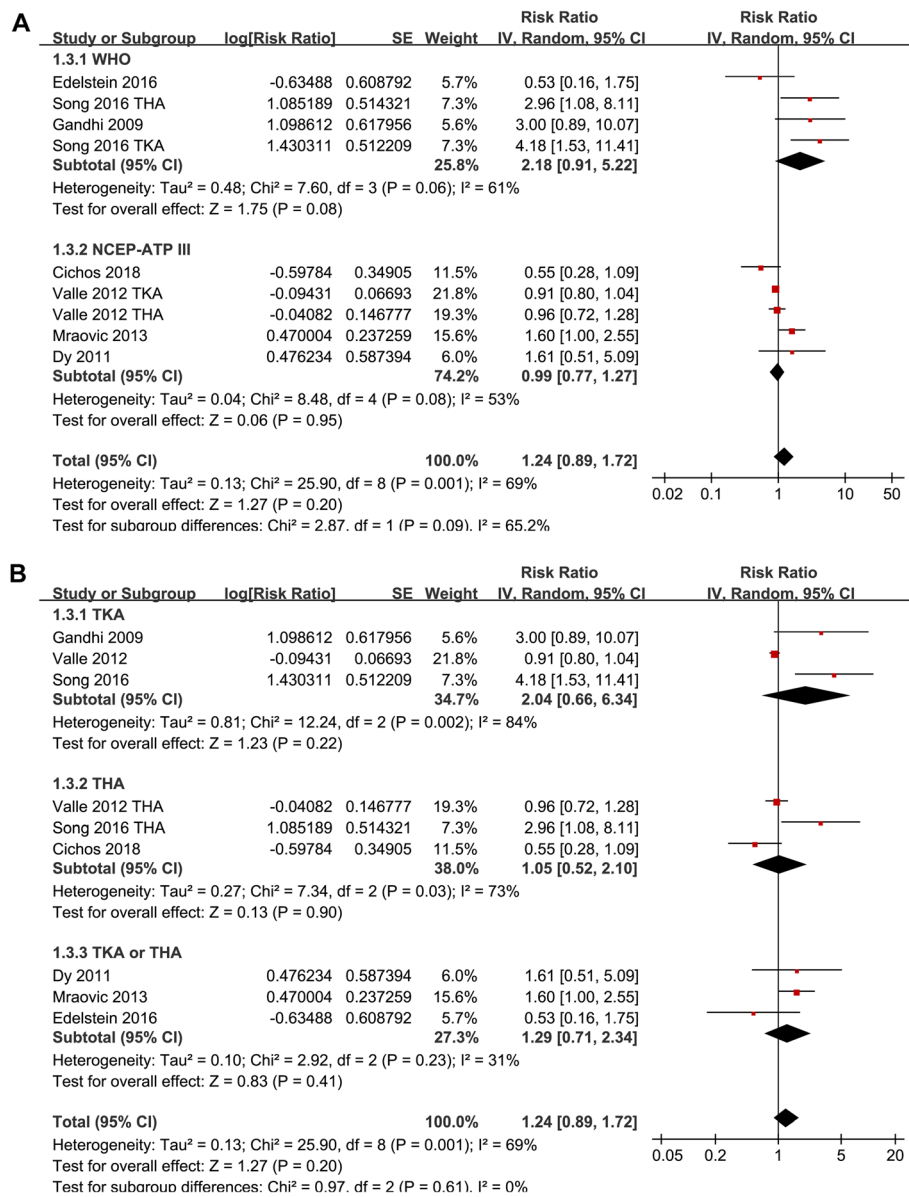 A
Risk Ratio Risk Ratio
Study or Subgroup log[Risk Ratio] SE Weight IV, Random, 95% CI IV, Random, 95% CI
1.3.1 WHO
Edelstein 2016 -0.63488 0.608792 5.7% 0.53 [0.16, 1.75]
Song 2016 THA 1.085189 0.514321 7.3% 2.96 [1.08, 8.11]
Gandhi 2009 1.098612 0.617956 5.6% 3.00 [0.89, 10.07]
Song 2016 TKA 1.430311 0.512209 7.3% 4.18 [1.53, 11.41]
Subtotal (95% CI) 25.8% 2.18 [0.91, 5.22]
Heterogeneity: Tau² = 0.48; Chi² = 7.60, df = 3 (P = 0.06); I² = 61%
Test for overall effect: Z = 1.75 (P = 0.08)
1.3.2 NCEP-ATP III
Cichos 2018 -0.59784 0.34905 11.5% 0.55 [0.28, 1.09]
Valle 2012 TKA -0.09431 0.06693 21.8% 0.91 [0.80, 1.04]
Valle 2012 THA -0.04082 0.146777 19.3% 0.96 [0.72, 1.28]
Mraovic 2013 0.470004 0.237259 15.6% 1.60 [1.00, 2.55]
Dy 2011 0.476234 0.587394 6.0% 1.61 [0.51, 5.09]
Subtotal (95% CI) 74.2% 0.99 [0.77, 1.27]
Heterogeneity: Tau² = 0.04; Chi² = 8.48, df = 4 (P = 0.08); I² = 53%
Test for overall effect: Z = 0.06 (P = 0.95)
Total (95% CI) 100.0% 1.24 [0.89, 1.72]
Heterogeneity: Tau² = 0.13; Chi² = 25.90, df = 8 (P = 0.001); I² = 69%
Test for overall effect: Z = 1.27 (P = 0.20)
Test for subgroup differences: Chi² = 2.87, df = 1 (P = 0.09), I² = 65.2%
0.02 0.1 1 10 50
B
Risk Ratio Risk Ratio
Study or Subgroup log[Risk Ratio] SE Weight IV, Random, 95% CI IV, Random, 95% CI
1.3.1 TKA
Gandhi 2009 1.098612 0.617956 5.6% 3.00 [0.89, 10.07]
Valle 2012 -0.09431 0.06693 21.8% 0.91 [0.80, 1.04]
Song 2016 1.430311 0.512209 7.3% 4.18 [1.53, 11.41]
Subtotal (95% CI) 34.7% 2.04 [0.66, 6.34]
Heterogeneity: Tau² = 0.81; Chi² = 12.24, df = 2 (P = 0.002); I² = 84%
Test for overall effect: Z = 1.23 (P = 0.22)
1.3.2 THA
Valle 2012 THA -0.04082 0.146777 19.3% 0.96 [0.72, 1.28]
Song 2016 THA 1.085189 0.514321 7.3% 2.96 [1.08, 8.11]
Cichos 2018 -0.59784 0.34905 11.5% 0.55 [0.28, 1.09]
Subtotal (95% CI) 38.0% 1.05 [0.52, 2.10]
Heterogeneity: Tau² = 0.27; Chi² = 7.34, df = 2 (P = 0.03); I² = 73%
Test for overall effect: Z = 0.13 (P = 0.90)
1.3.3 TKA or THA
Dy 2011 0.476234 0.587394 6.0% 1.61 [0.51, 5.09]
Mraovic 2013 0.470004 0.237259 15.6% 1.60 [1.00, 2.55]
Edelstein 2016 -0.63488 0.608792 5.7% 0.53 [0.16, 1.75]
Subtotal (95% CI) 27.3% 1.29 [0.71, 2.34]
Heterogeneity: Tau² = 0.10; Chi² = 2.92, df = 2 (P = 0.23); I² = 31%
Test for overall effect: Z = 0.83 (P = 0.41)
Total (95% CI) 100.0% 1.24 [0.89, 1.72]
Heterogeneity: Tau² = 0.13; Chi² = 25.90, df = 8 (P = 0.001); I² = 69%
Test for overall effect: Z = 1.27 (P = 0.20)
Test for subgroup differences: Chi² = 0.97, df = 2 (P = 0.61), I² = 0%
0.05 0.2 1 5 20